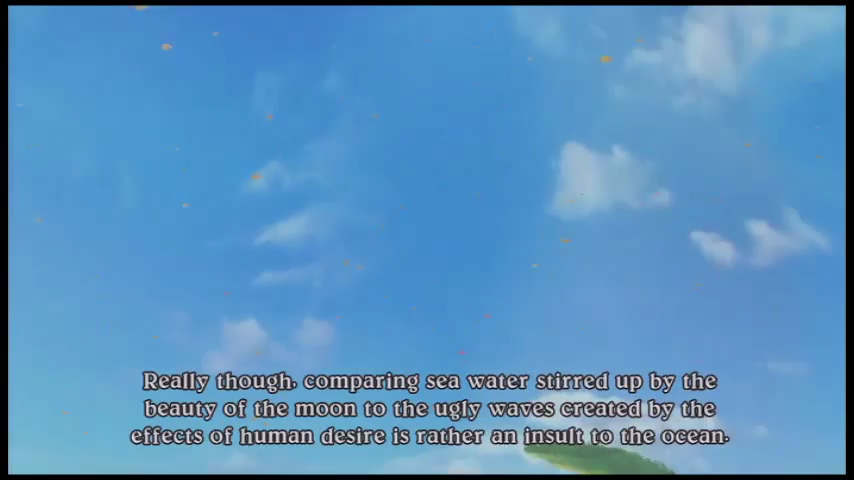 Really though, comparing sea water stirred up by the
beauty of the moon to the ugly waves created by the
effects of human desire is rather an insult to the ocean.